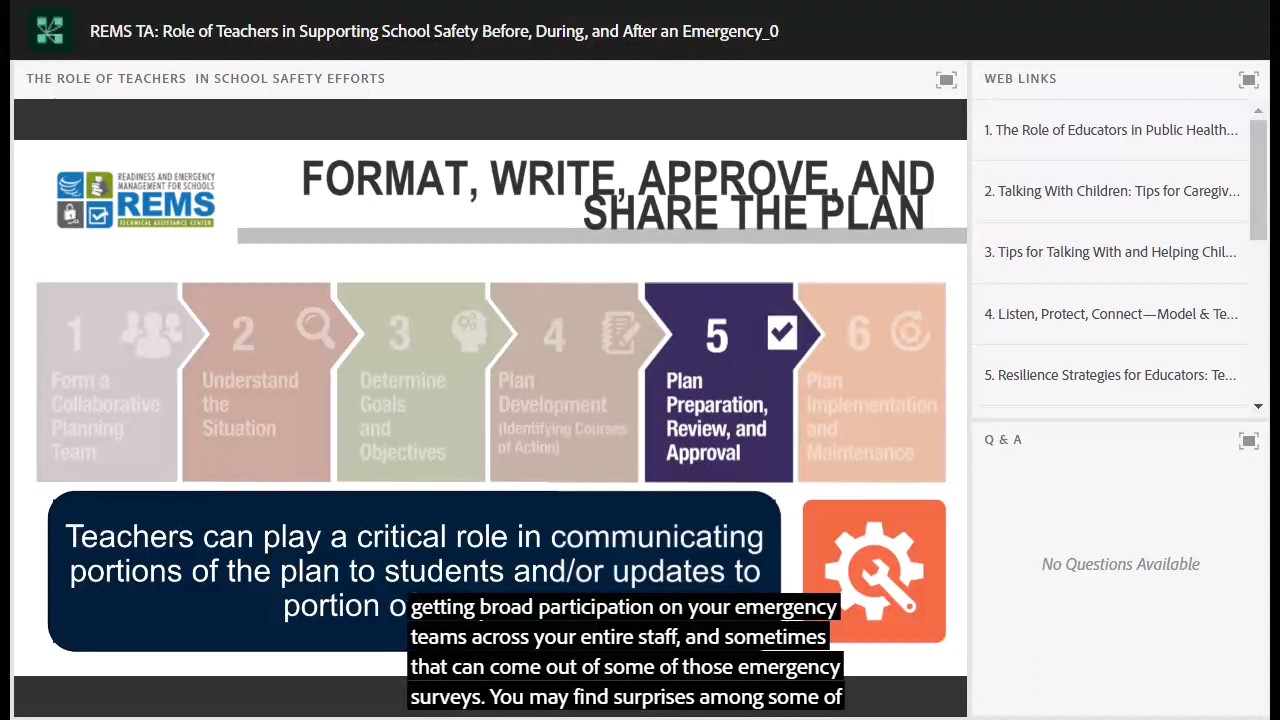 REMS TA: Role of Teachers in Supporting School Safety Before, During, and After an Emergency_0
THE ROLE OF TEACHERS IN SCHOOL SAFETY EFFORTS
READINESS AND EMERGENCY
MANAGEMENT FOR SCHOOLS
REMS
TECHNICAL ASSISTANCE CENTER
FORMAT, WRITE, APPROVE, AND
SHARE THE PLAN
1
Form a
Collaborative
Planning
Team
2
Understand
the
Situation
3
Determine
Goals
and
Objectives
4
Plan
Development
(Identifying Courses
of Action)
5
Plan
Preparation,
Review, and
Approval
6
Plan
Implementation
and
Maintenance
Teachers can play a critical role in communicating
portions of the plan to students and/or updates to
portion o
getting broad participation on your emergency
teams across your entire staff, and sometimes
that can come out of some of those emergency
surveys. You may find surprises among some of
WEB LINKS
1. The Role of Educators in Public Health...
2. Talking With Children: Tips for Caregiv...
3. Tips for Talking With and Helping Chil...
4. Listen, Protect, Connect—Model & Te...
5. Resilience Strategies for Educators: Te...
Q & A
No Questions Available